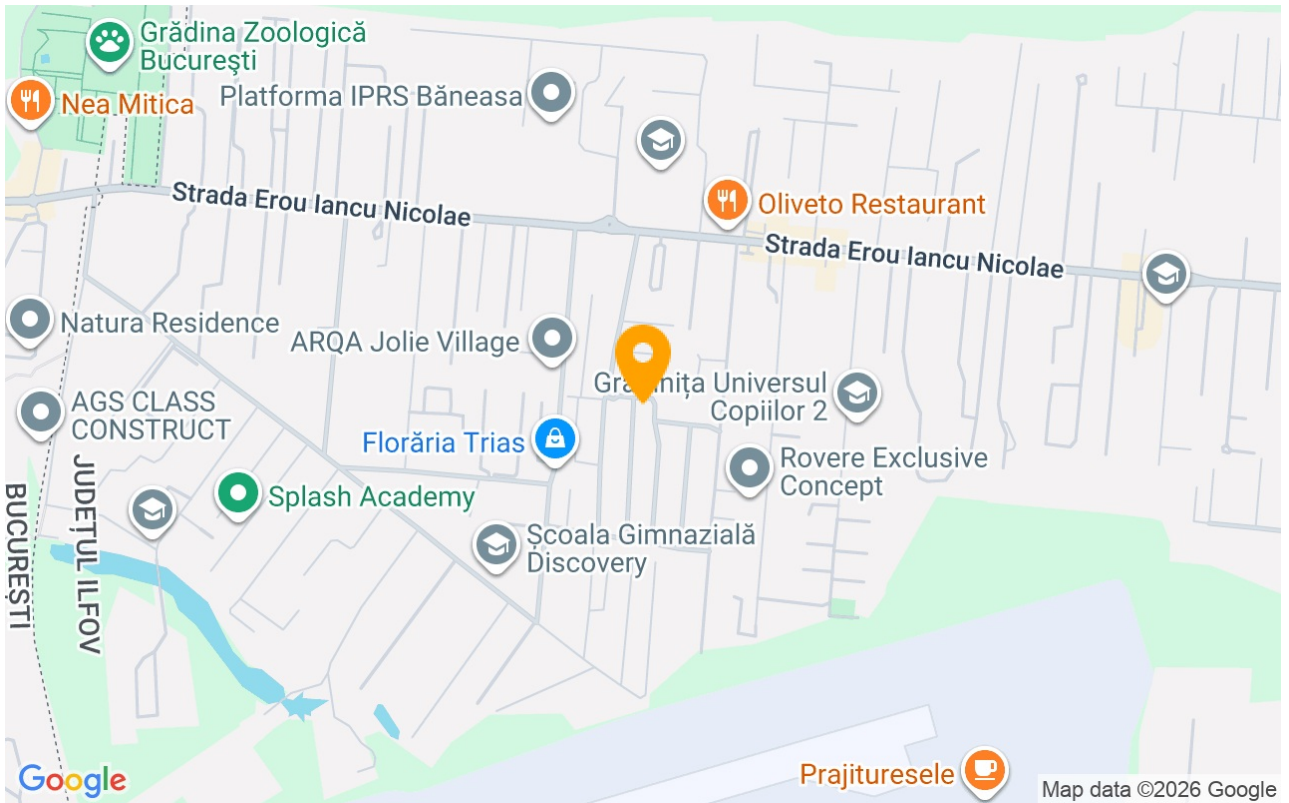 Grădina Zoologică
București
Nea Mitica
Platforma IPRS Băneasa
Strada Erou Iancu Nicolae
Oliveto Restaurant
Strada Erou Iancu Nicolae
Natura Residence
ARQA Jolie Village
Universul
Copiilor 2
AGS CLASS
CONSTRUCT
Florăria Trias
Rovere Exclusive
Concept
Splash Academy
Școala Gimnazială
Discovery
JUDEȚUL ILFOV
BUCUREȘTI
Prajituresele
Google
Map data ©2026 Google